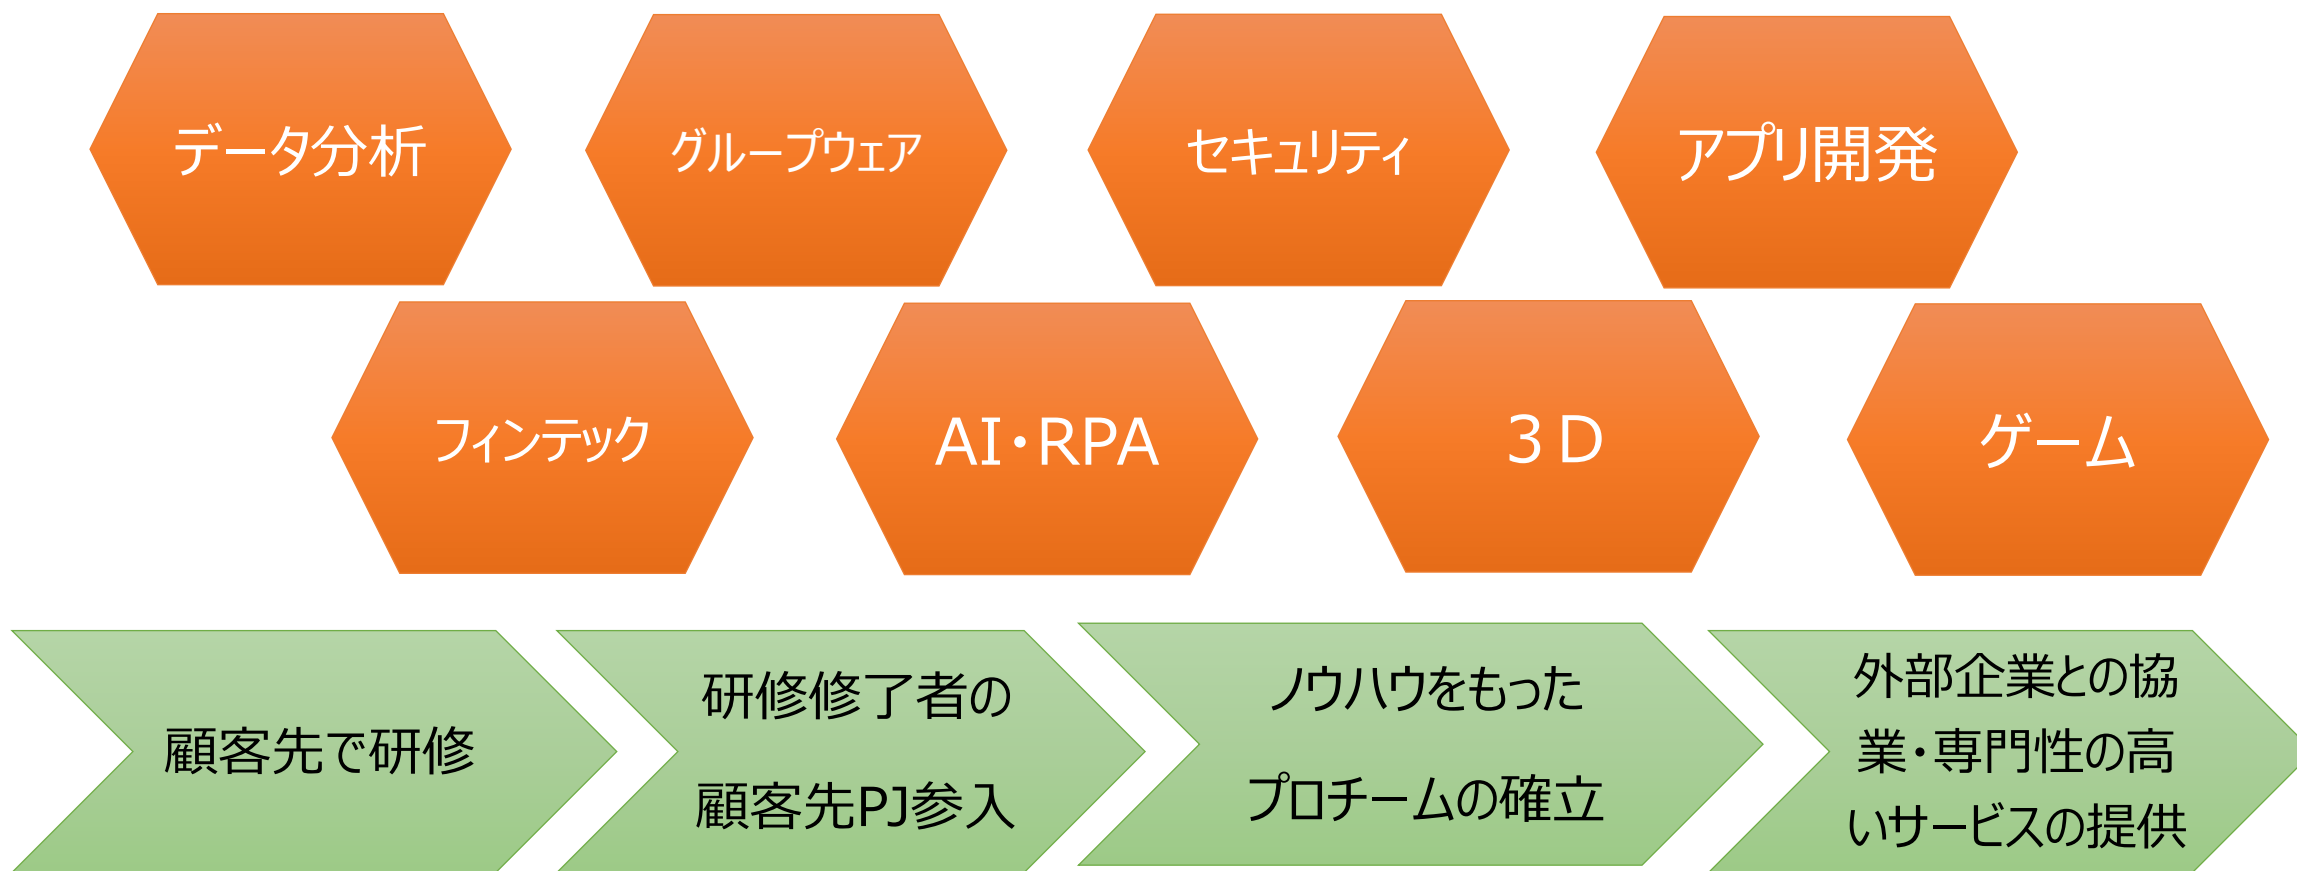 データ分析
グループウェア
セキュリティ
アプリ開発
フィンテック
AI・RPA
３Ｄ
ゲーム
顧客先で研修
研修修了者の
顧客先PJ参入
ノウハウをもった
プロチームの確立
外部企業との協
業・専門性の高
いサービスの提供